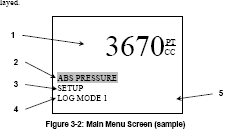 layed.
1
3670 PT
CC
2
ABS PRESSURE
3
SETUP
4
LOG MODE 1
5
Figure 3-2: Main Menu Screen (sample)